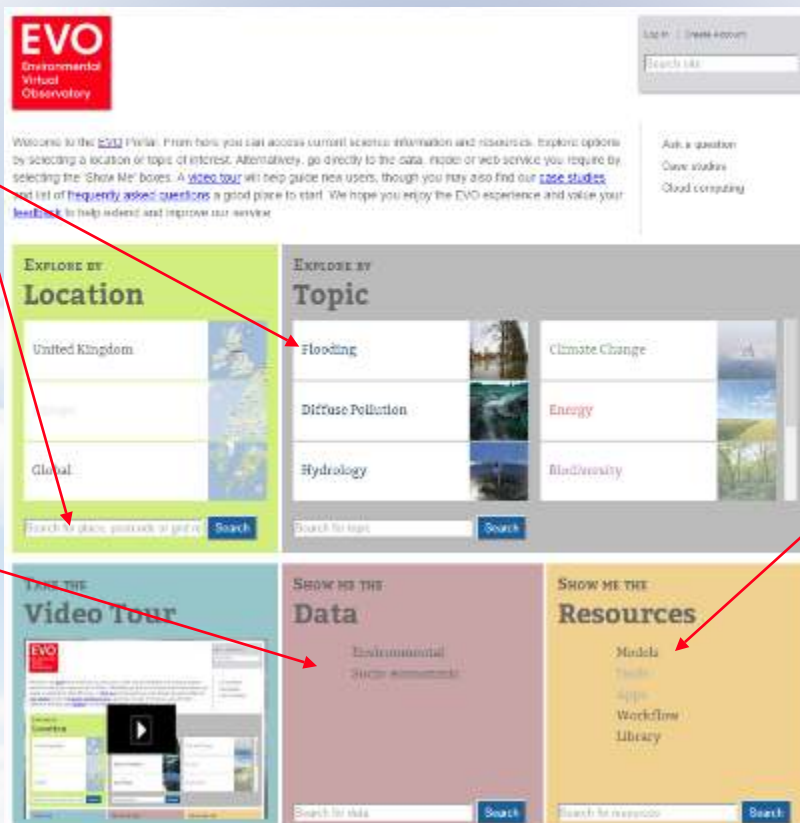 EVO
Environmental
Virtual
Observatory
Log in | Create Account
Search site
Welcome to the EVO Portal. From here you can access current science information and resources. Explore options
by selecting a location or topic of interest. Alternatively, go directly to the data, model or web service you require by
selecting the 'Show Me' boxes. A video tour will help guide new users, though you may also find our case studies
and list of frequently asked questions a good place to start. We hope you enjoy the EVO experience and value your
feedback to help extend and improve our service
Ask a question
Case studies
Cloud computing
EXPLORE BY
Location
United Kingdom
Global
Search for place, postcode or grid
Search
EXPLORE BY
Topic
Flooding
Climate Change
Diffuse Pollution
Energy
Hydrology
Biodiversity
Search for topic
Search
TAKE THE
Video Tour
EVO
SHOW ME THE
Data
Environmental
Socio-economic
Search for data
Search
SHOW ME THE
Resources
Models
Tools
Apps
Workflow
Library
Search for resources
Search